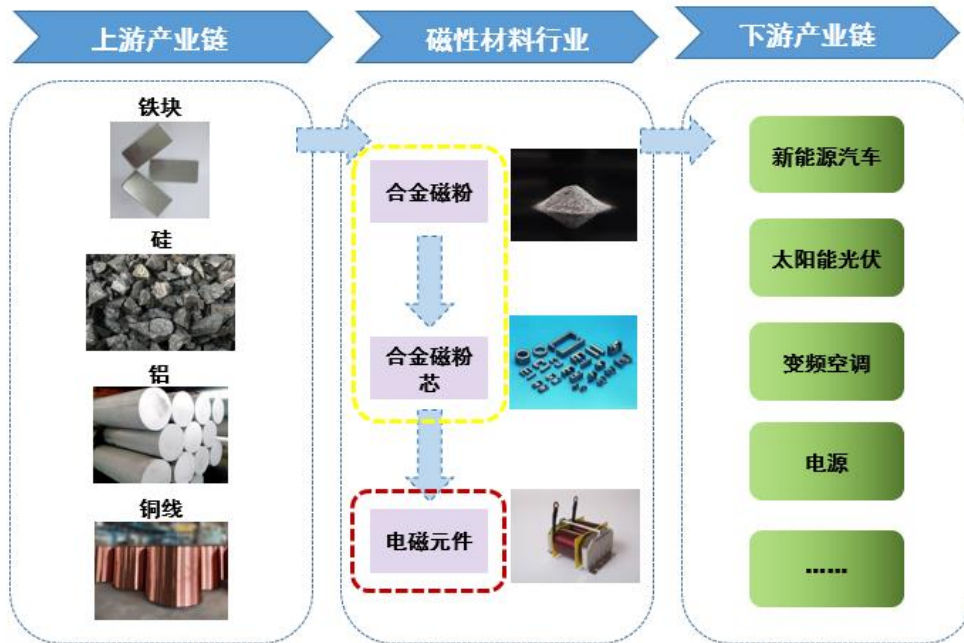 上游产业链
磁性材料行业
下游产业链
铁块
硅
铝
铜线
合金磁粉
合金磁粉
芯
电磁元件
新能源汽车
太阳能光伏
变频空调
电源
……